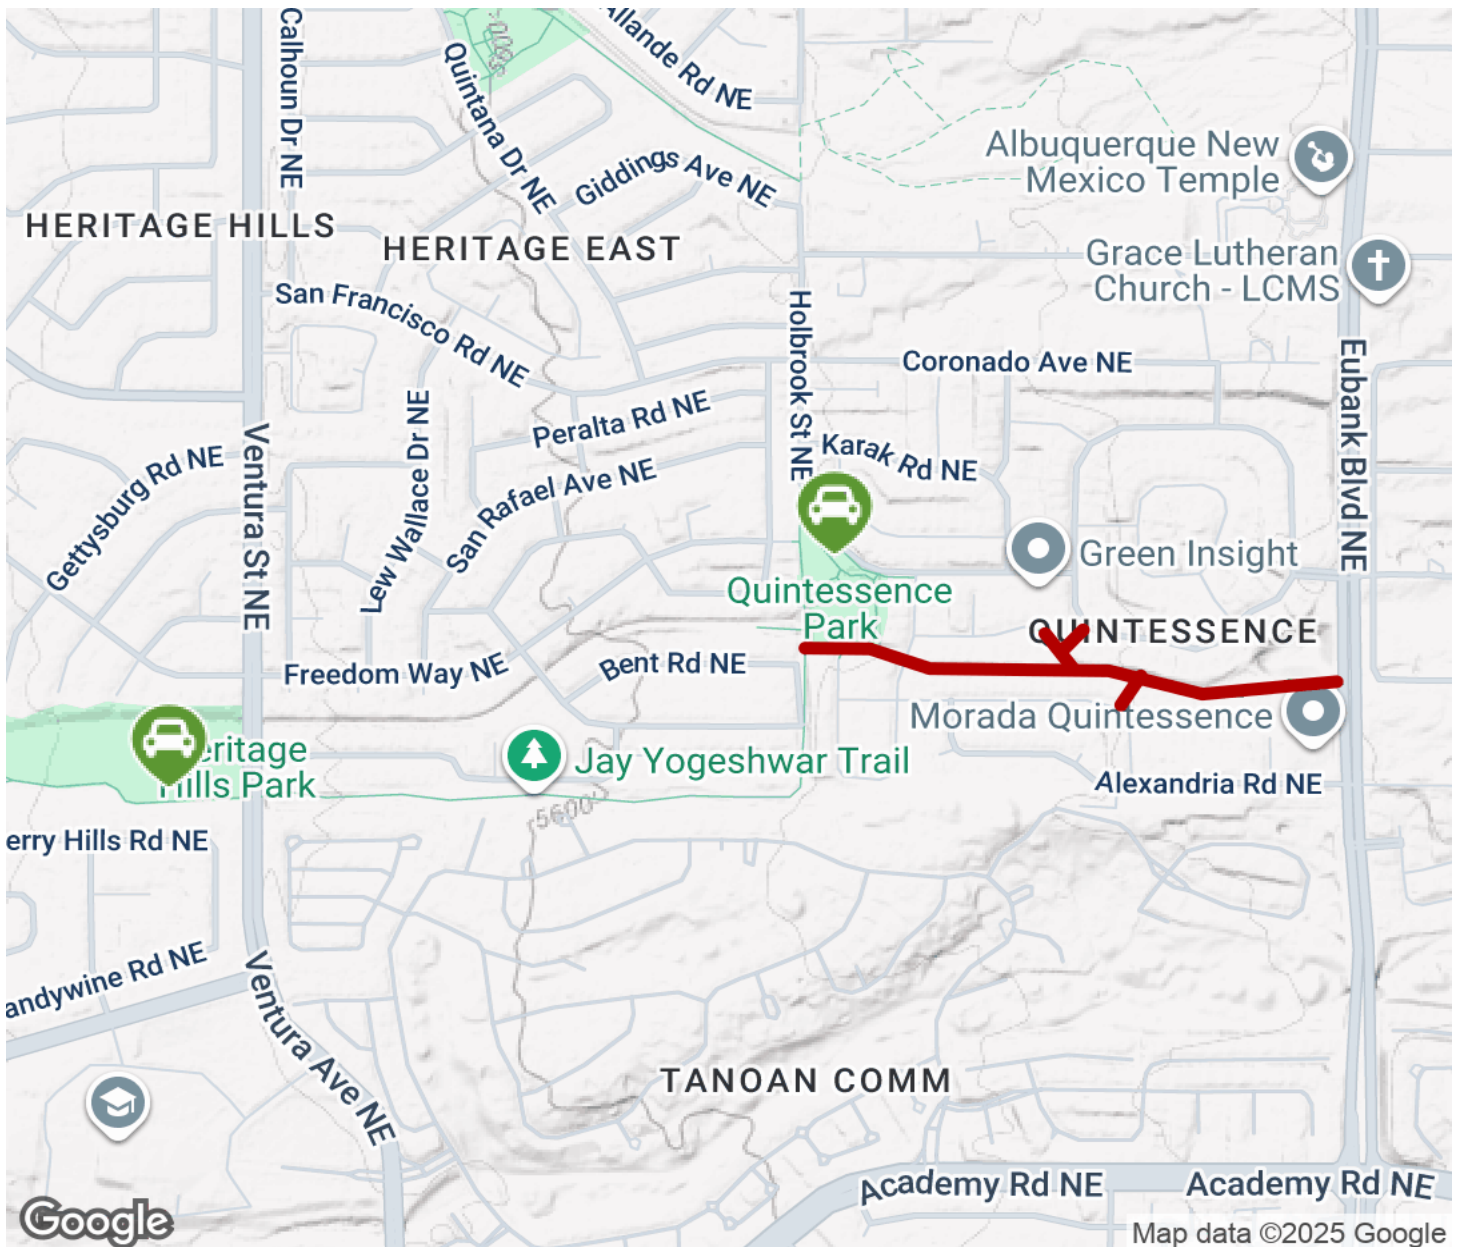 Calhoun Dr NE
Quintana Dr NE
Allande Rd NE
Giddings Ave NE
Albuquerque New
Mexico Temple
HERITAGE HILLS
HERITAGE EAST
Grace Lutheran
Church - LCMS
San Francisco Rd NE
Holbrook St NE
Coronado Ave NE
Eubank Blvd NE
Peralta Rd NE
Lew Wallace Dr NE
Karak Rd NE
Gettysburg Rd NE
Ventura St NE
San Rafael Ave NE
Green Insight
Quintessence
Park
QUINTESSENCE
Freedom Way NE
Bent Rd NE
Morada Quintessence
eritage
Hills Park
Jay Yogeshwar Trail
Alexandria Rd NE
5600'
erry Hills Rd NE
andywine Rd NE
Ventura Ave NE
TANOAN COMM
Academy Rd NE
Academy Rd NE
Google
Map data ©2025 Google